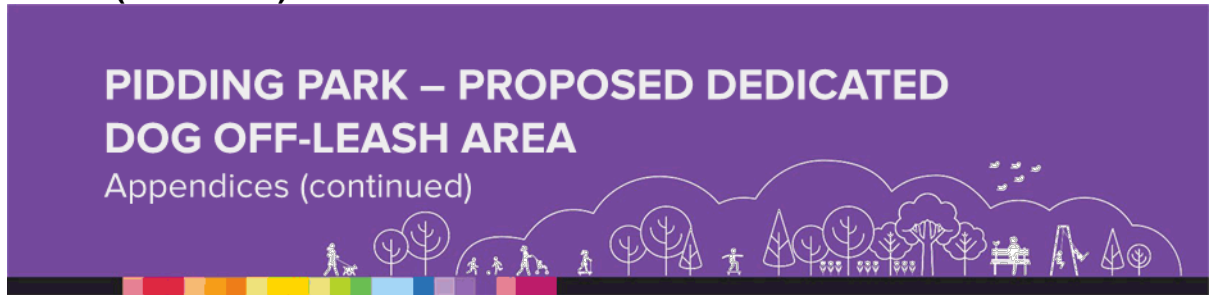 PIDDING PARK – PROPOSED DEDICATED
DOG OFF-LEASH AREA
Appendices (continued)